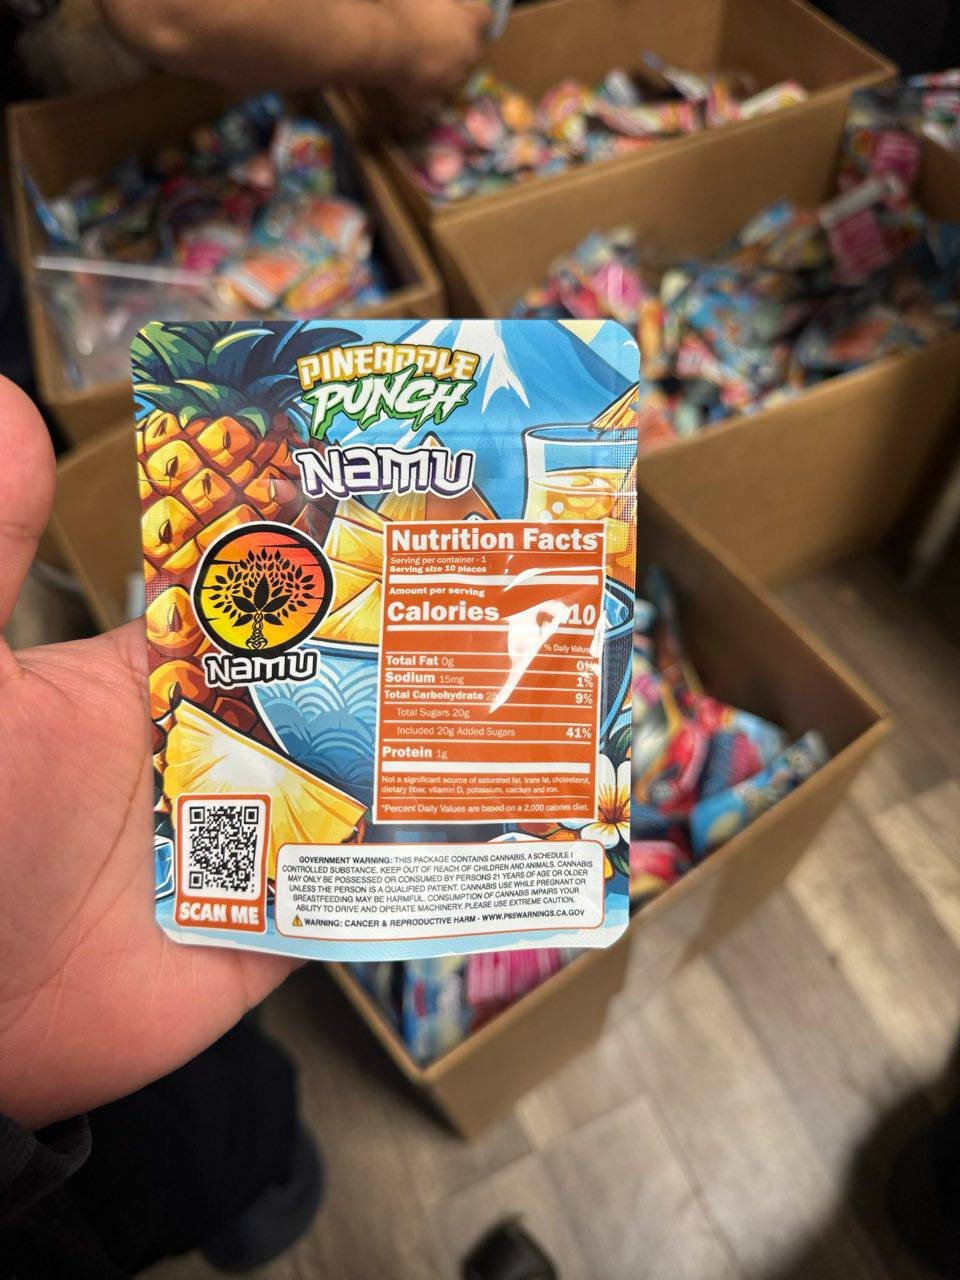 PINEAPPLE
PUNCH
NAMU
NAMU
Nutrition Facts
Serving per container - 1
Serving size 10 pieces
Amount per serving
Calories 10
% Daily Value
Total Fat 0g 0%
Sodium 15mg 1%
Total Carbohydrate 9%
Total Sugars 20g
Included 20g Added Sugars 41%
Protein 1g
Not a significant source of saturated fat, trans fat, cholesterol,
dietary fiber, vitamin D, potassium, calcium and iron.
*Percent Daily Values are based on a 2,000 calories diet.
SCAN ME
GOVERNMENT WARNING: THIS PACKAGE CONTAINS CANNABIS, A SCHEDULE I
CONTROLLED SUBSTANCE. KEEP OUT OF REACH OF CHILDREN AND ANIMALS. CANNABIS
MAY ONLY BE POSSESSED OR CONSUMED BY PERSONS 21 YEARS OF AGE OR OLDER
UNLESS THE PERSON IS A QUALIFIED PATIENT. CANNABIS USE WHILE PREGNANT OR
BREASTFEEDING MAY BE HARMFUL. CONSUMPTION OF CANNABIS IMPAIRS YOUR
ABILITY TO DRIVE AND OPERATE MACHINERY. PLEASE USE EXTREME CAUTION.
WARNING: CANCER & REPRODUCTIVE HARM - WWW.P65WARNINGS.CA.GOV